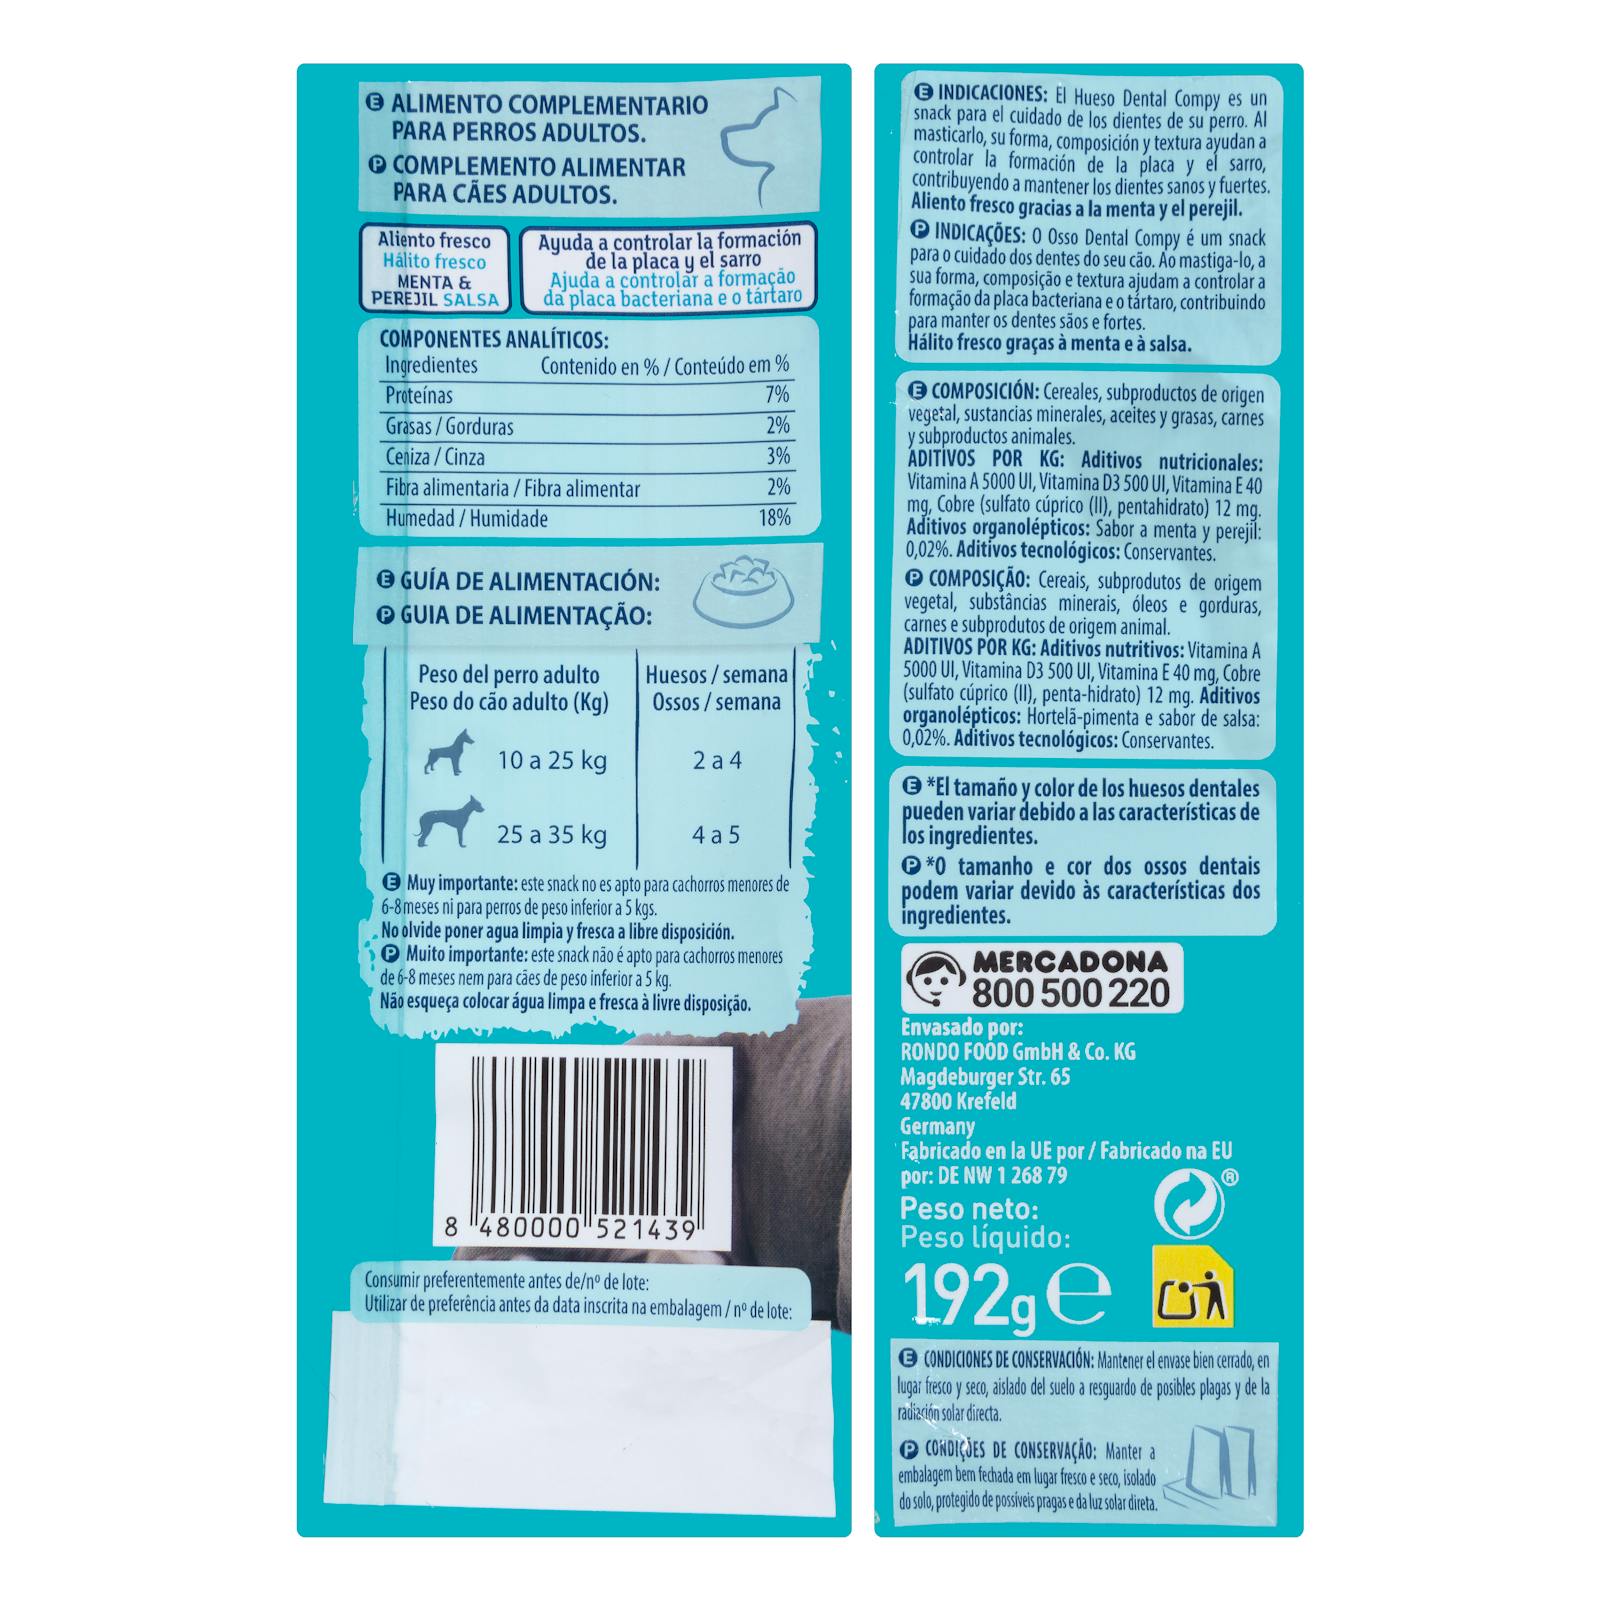 E ALIMENTO COMPLEMENTARIO
PARA PERROS ADULTOS.
P COMPLEMENTO ALIMENTAR
PARA CÃES ADULTOS.
Aliento fresco
Hálito fresco
MENTA &
PEREJIL SALSA
Ayuda a controlar la formación
de la placa y el sarro
Ajuda a controlar a formação
da placa bacteriana e o tártaro
COMPONENTES ANALÍTICOS:
Ingredientes Contenido en % / Conteúdo em %
Proteínas 7%
Grasas / Gorduras 2%
Ceniza / Cinza 3%
Fibra alimentaria / Fibra alimentar 2%
Humedad / Humidade 18%
E GUÍA DE ALIMENTACIÓN:
P GUIA DE ALIMENTAÇÃO:
Peso del perro adulto Huesos / semana
Peso do cão adulto (Kg) Ossos / semana
10 a 25 kg 2 a 4
25 a 35 kg 4 a 5
E Muy importante: este snack no es apto para cachorros menores de
6-8 meses ni para perros de peso inferior a 5 kgs.
No olvide poner agua limpia y fresca a libre disposición.
P Muito importante: este snack não é apto para cachorros menores
de 6-8 meses nem para cães de peso inferior a 5 kg.
Não esqueça colocar água limpa e fresca à livre disposição.
8 480000 521439
Consumir preferentemente antes de/nº de lote:
Utilizar de preferência antes da data inscrita na embalagem / nº de lote:
E INDICACIONES: El Hueso Dental Compy es un
snack para el cuidado de los dientes de su perro. Al
masticarlo, su forma, composición y textura ayudan a
controlar la formación de la placa y el sarro,
contribuyendo a mantener los dientes sanos y fuertes.
Aliento fresco gracias a la menta y el perejil.
P INDICAÇÕES: O Osso Dental Compy é um snack
para o cuidado dos dentes do seu cão. Ao mastiga-lo, a
sua forma, composição e textura ajudam a controlar a
formação da placa bacteriana e o tártaro, contribuindo
para manter os dentes sãos e fortes.
Hálito fresco graças à menta e à salsa.
E COMPOSICIÓN: Cereales, subproductos de origen
vegetal, sustancias minerales, aceites y grasas, carnes
y subproductos animales.
ADITIVOS POR KG: Aditivos nutricionales:
Vitamina A 5000 UI, Vitamina D3 500 UI, Vitamina E 40
mg, Cobre (sulfato cúprico (II), pentahidrato) 12 mg.
Aditivos organolépticos: Sabor a menta y perejil:
0,02%. Aditivos tecnológicos: Conservantes.
P COMPOSIÇÃO: Cereais, subprodutos de origem
vegetal, substâncias minerais, óleos e gorduras,
carnes e subprodutos de origem animal.
ADITIVOS POR KG: Aditivos nutritivos: Vitamina A
5000 UI, Vitamina D3 500 UI, Vitamina E 40 mg, Cobre
(sulfato cúprico (II), penta-hidrato) 12 mg. Aditivos
organolépticos: Hortelã-pimenta e sabor de salsa:
0,02%. Aditivos tecnológicos: Conservantes.
E *El tamaño y color de los huesos dentales
pueden variar debido a las características de
los ingredientes.
P *O tamanho e cor dos ossos dentais
podem variar devido às características dos
ingredientes.
MERCADONA
800 500 220
Envasado por:
RONDO FOOD GmbH & Co. KG
Magdeburger Str. 65
47800 Krefeld
Germany
Fabricado en la UE por / Fabricado na EU
por: DE NW 1 268 79
®
Peso neto:
Peso líquido:
192g e
E CONDICIONES DE CONSERVACIÓN: Mantener el envase bien cerrado, en
lugar fresco y seco, aislado del suelo a resguardo de posibles plagas y de la
radiación solar directa.
P CONDIÇÕES DE CONSERVAÇÃO: Manter a
embalagem bem fechada em lugar fresco e seco, isolado
do solo, protegido de possíveis pragas e da luz solar direta.